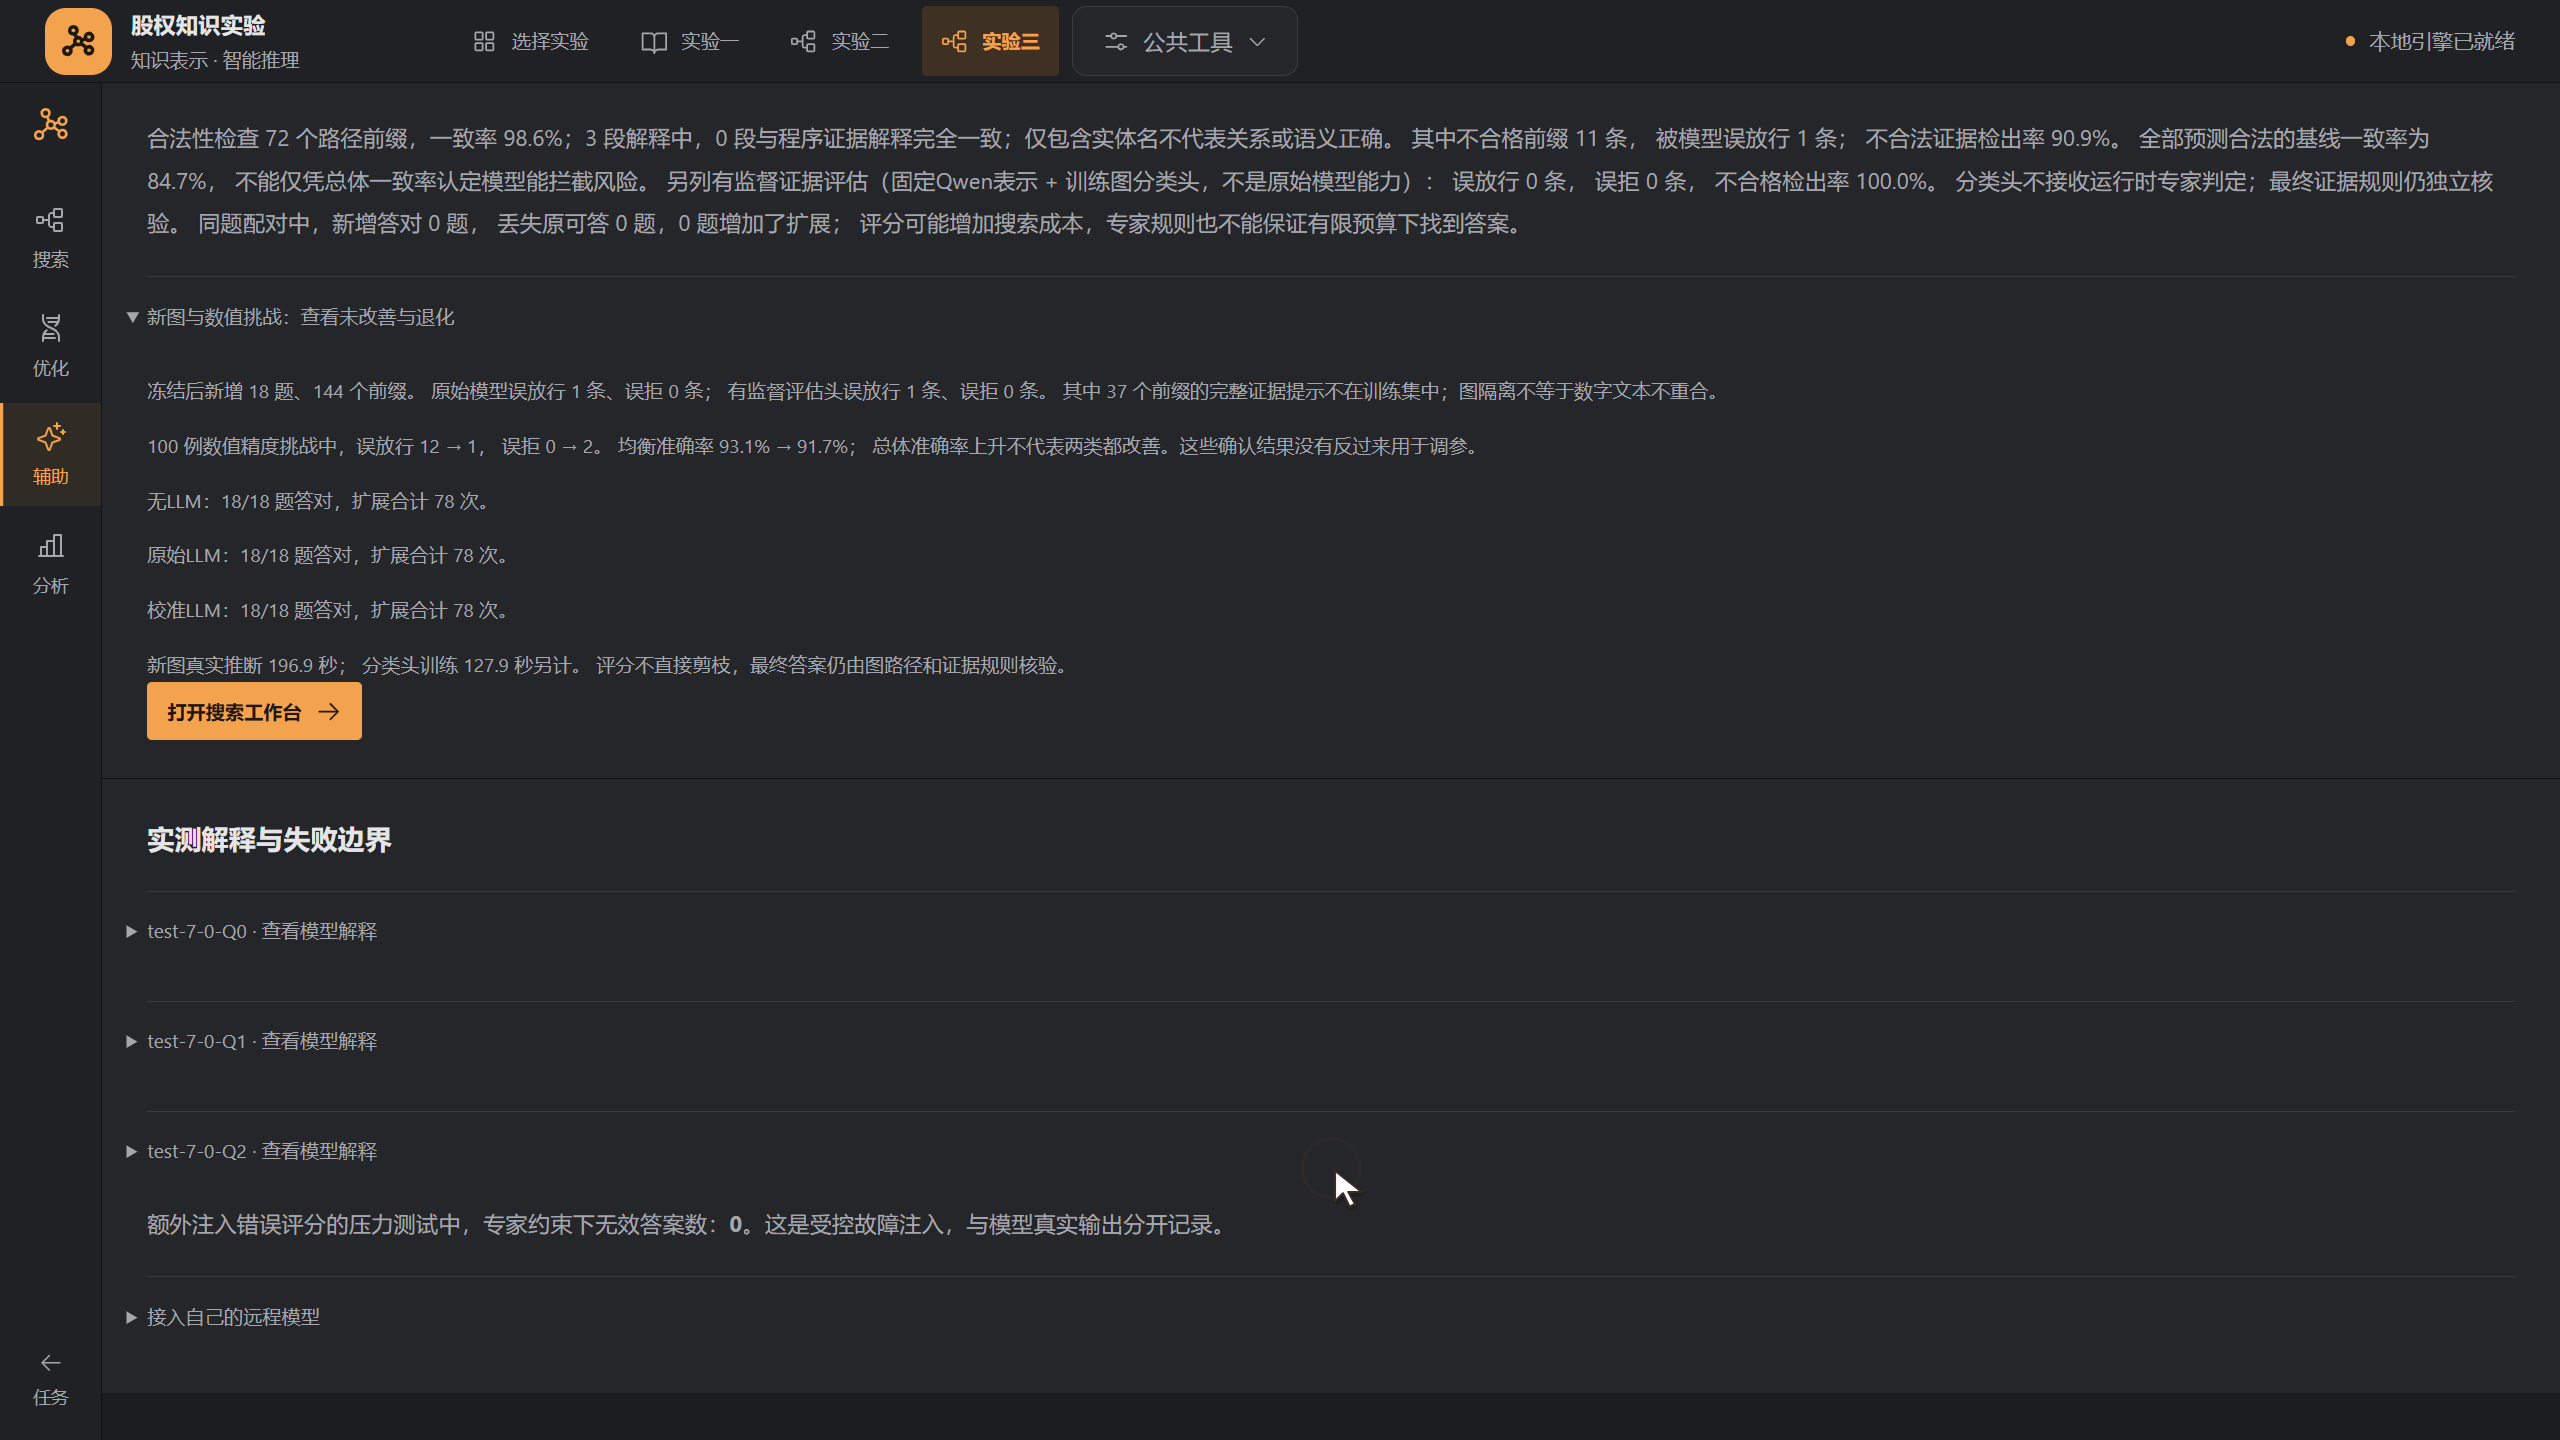 股权知识实验
知识表示 · 智能推理
选择实验
实验一
实验二
实验三
公共工具
本地引擎已就绪
搜索
优化
辅助
分析
任务
合法性检查 72 个路径前缀，一致率 98.6%；3 段解释中，0 段与程序证据解释完全一致；仅包含实体名不代表关系或语义正确。 其中不合格前缀 11 条， 被模型误放行 1 条； 不合法证据检出率 90.9%。 全部预测合法的基线一致率为
84.7%， 不能仅凭总体一致率认定模型能拦截风险。 另列有监督证据评估（固定Qwen表示 + 训练图分类头，不是原始模型能力）： 误放行 0 条， 误拒 0 条， 不合格检出率 100.0%。 分类头不接收运行时专家判定；最终证据规则仍独立核
验。 同题配对中，新增答对 0 题， 丢失原可答 0 题，0 题增加了扩展； 评分可能增加搜索成本，专家规则也不能保证有限预算下找到答案。
新图与数值挑战：查看未改善与退化
冻结后新增 18 题、144 个前缀。 原始模型误放行 1 条、误拒 0 条； 有监督评估头误放行 1 条、误拒 0 条。 其中 37 个前缀的完整证据提示不在训练集中；图隔离不等于数字文本不重合。
100 例数值精度挑战中，误放行 12 → 1， 误拒 0 → 2。 均衡准确率 93.1% → 91.7%； 总体准确率上升不代表两类都改善。这些确认结果没有反过来用于调参。
无LLM：18/18 题答对，扩展合计 78 次。
原始LLM：18/18 题答对，扩展合计 78 次。
校准LLM：18/18 题答对，扩展合计 78 次。
新图真实推断 196.9 秒； 分类头训练 127.9 秒另计。 评分不直接剪枝，最终答案仍由图路径和证据规则核验。
打开搜索工作台
实测解释与失败边界
test-7-0-Q0 · 查看模型解释
test-7-0-Q1 · 查看模型解释
test-7-0-Q2 · 查看模型解释
额外注入错误评分的压力测试中，专家约束下无效答案数：0。这是受控故障注入，与模型真实输出分开记录。
接入自己的远程模型